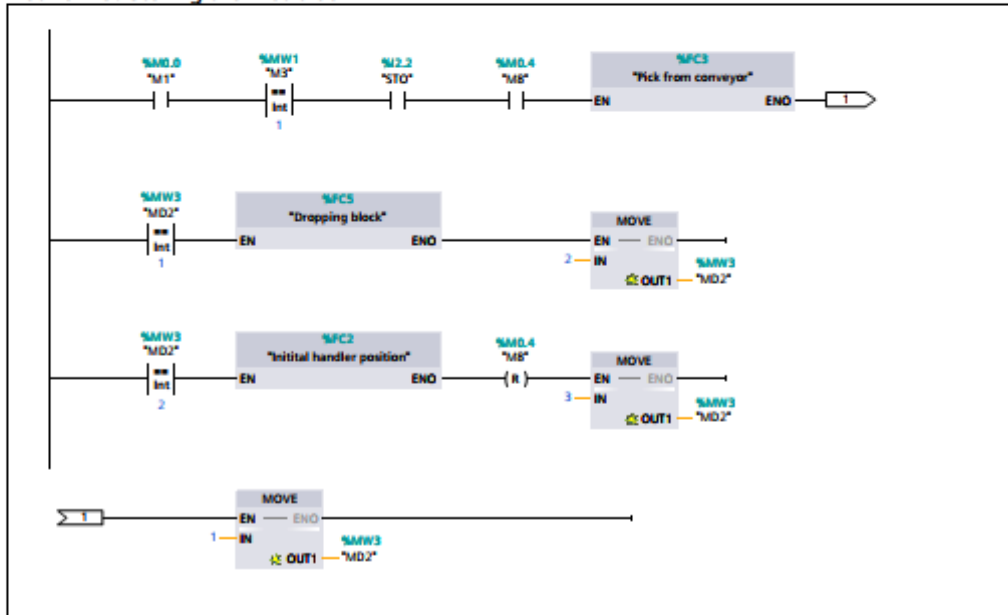 %M0.0 %MW1 %I2.2 %M0.4 %FC3
"M1" "M3" "STO" "M8" "Pick from conveyor"
==
Int
EN ENO 1
1
%MW3 %FC5
"MD2" "Dropping block" MOVE
==
Int
EN ENO EN ENO
1 2 IN %MW3
OUT1 "MD2"
%MW3 %FC2 %M0.4
"MD2" "Initital handler position" "M8" MOVE
==
Int
EN ENO R EN ENO
2 3 IN %MW3
OUT1 "MD2"
MOVE
1 EN ENO
1 IN %MW3
OUT1 "MD2"